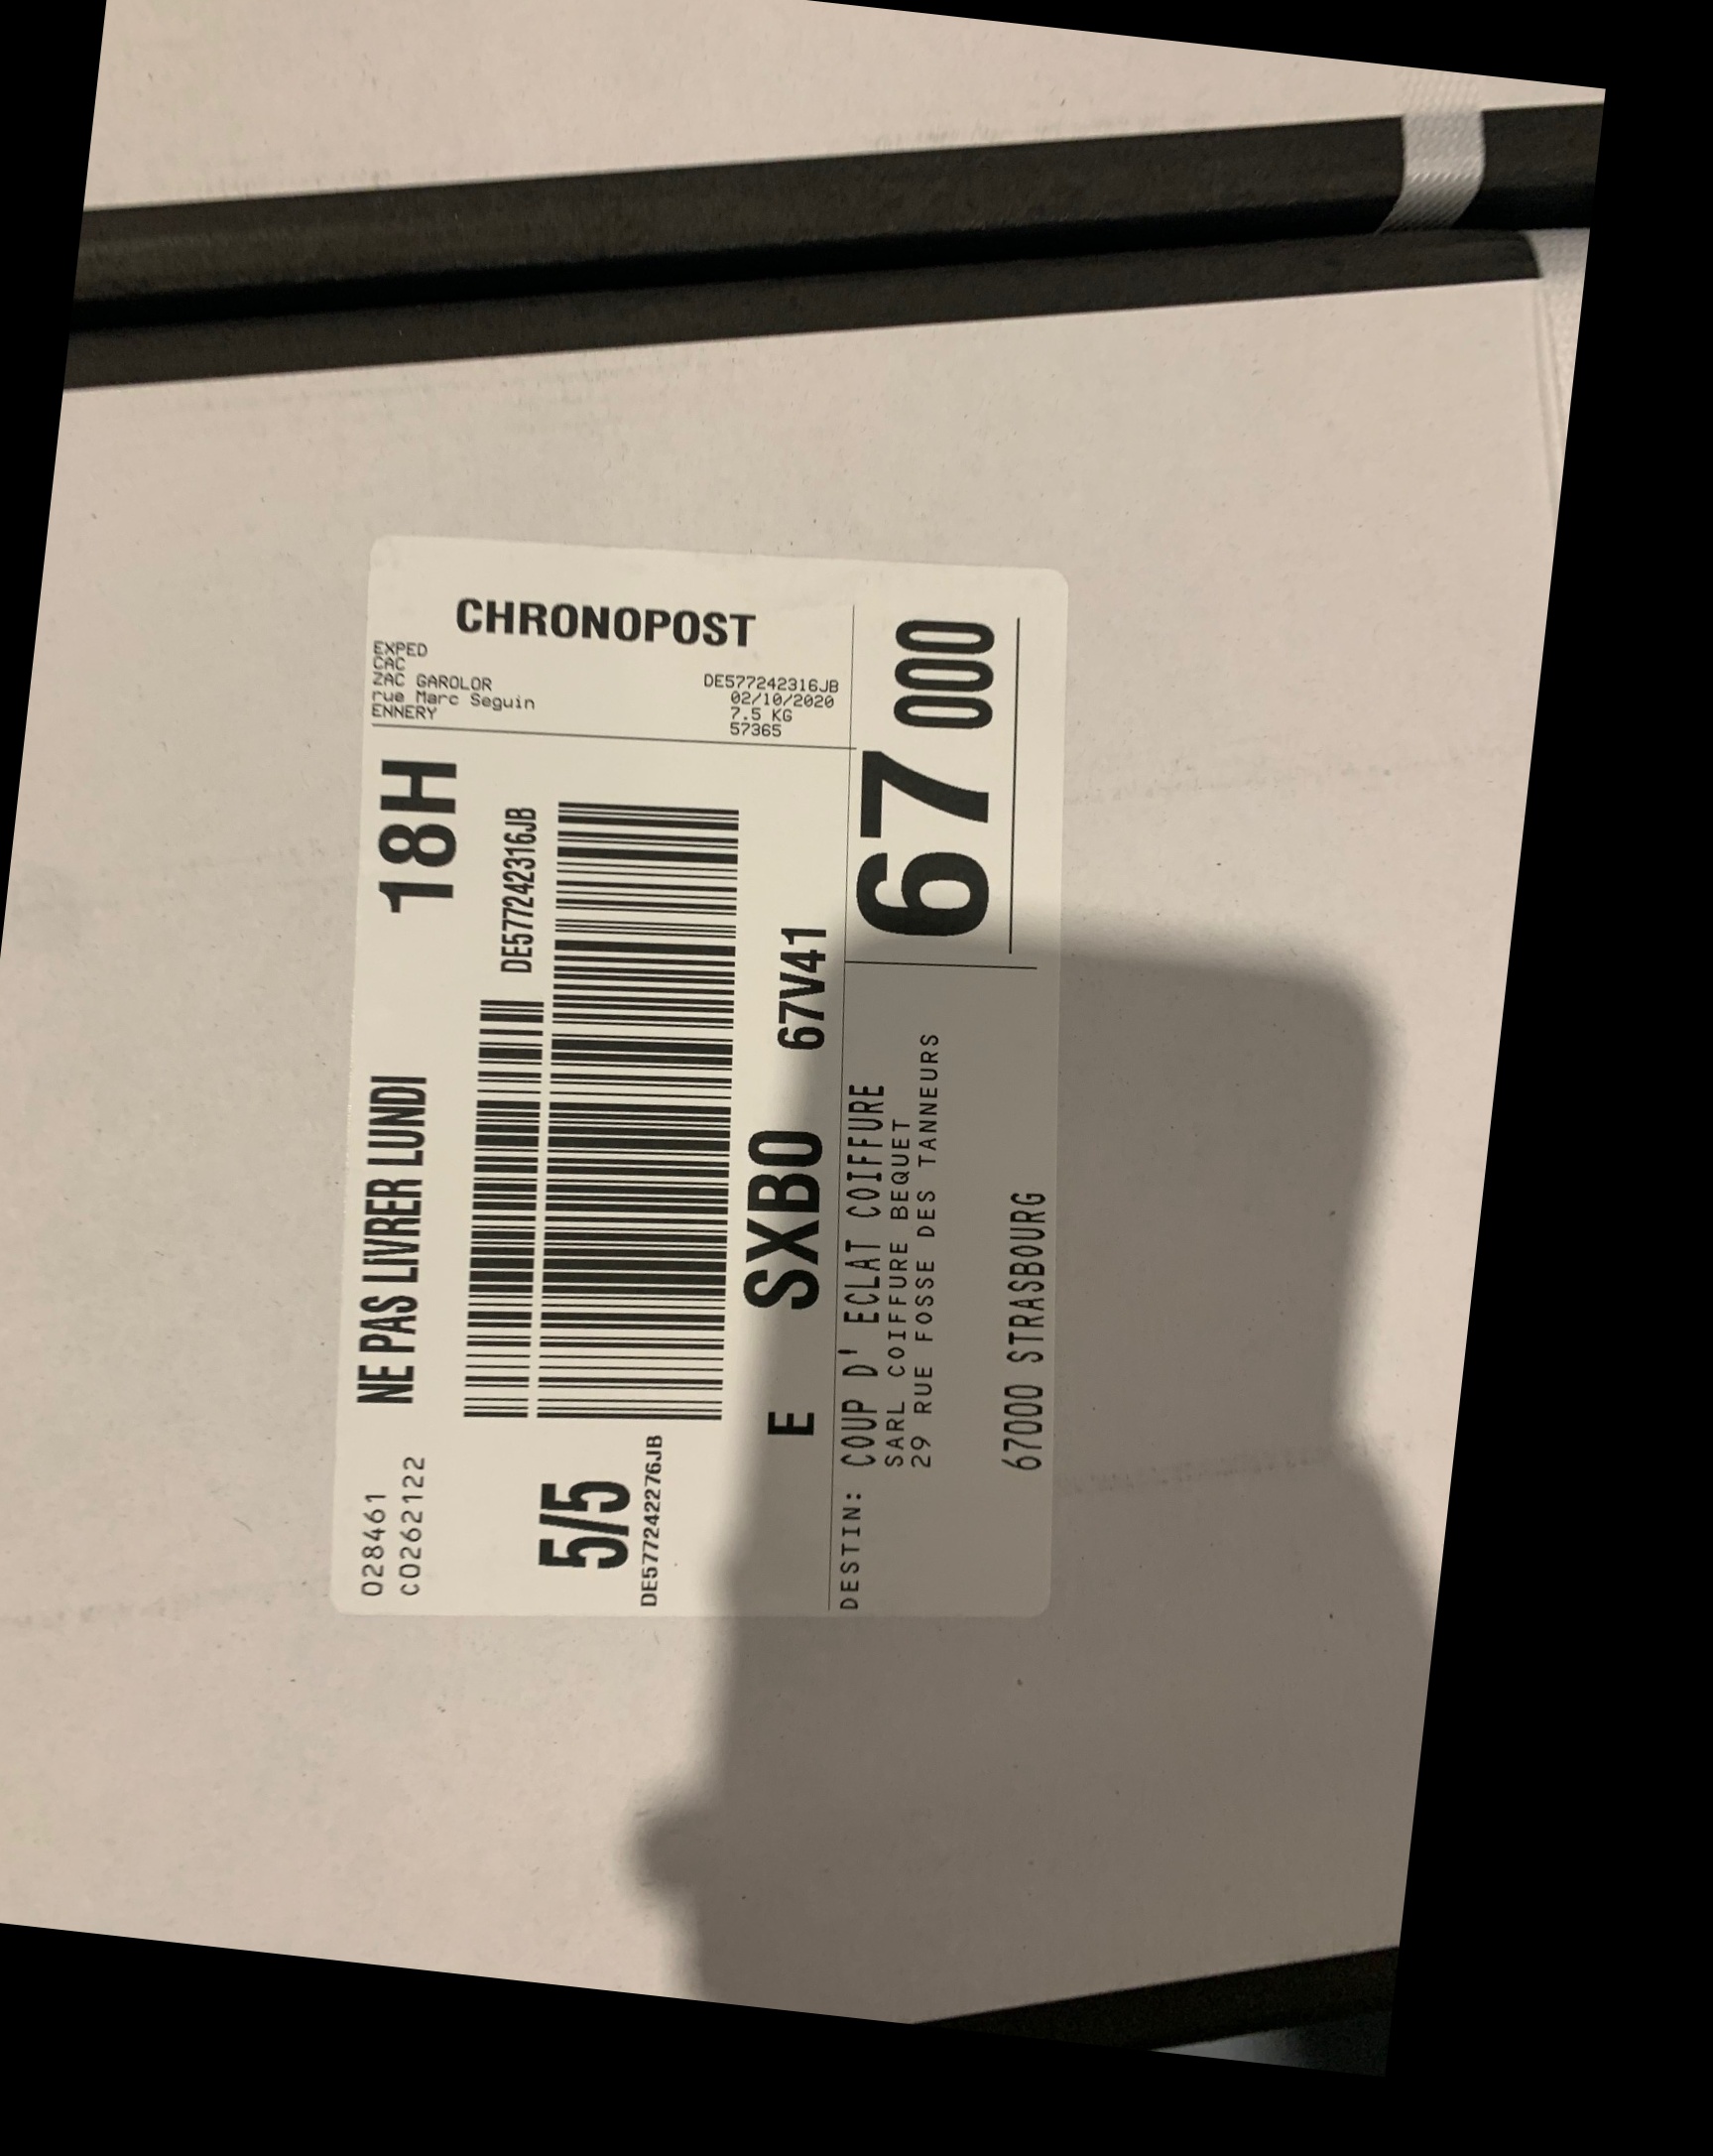 CHRONOPOST
EXPED
CAC
ZAC GAROLOR DE577242316JB
rue Marc Seguin 02/10/2020
ENNERY 7.5 KG
57365
028461 NE PAS LIVRER LUNDI 18H
C0262122
DE577242316JB
5/5
DE577242276JB
E SXB0 67V41
DESTIN: COUP D' ECLAT COIFFURE
SARL COIFFURE BEQUET
29 RUE FOSSE DES TANNEURS
67000 STRASBOURG
67 000